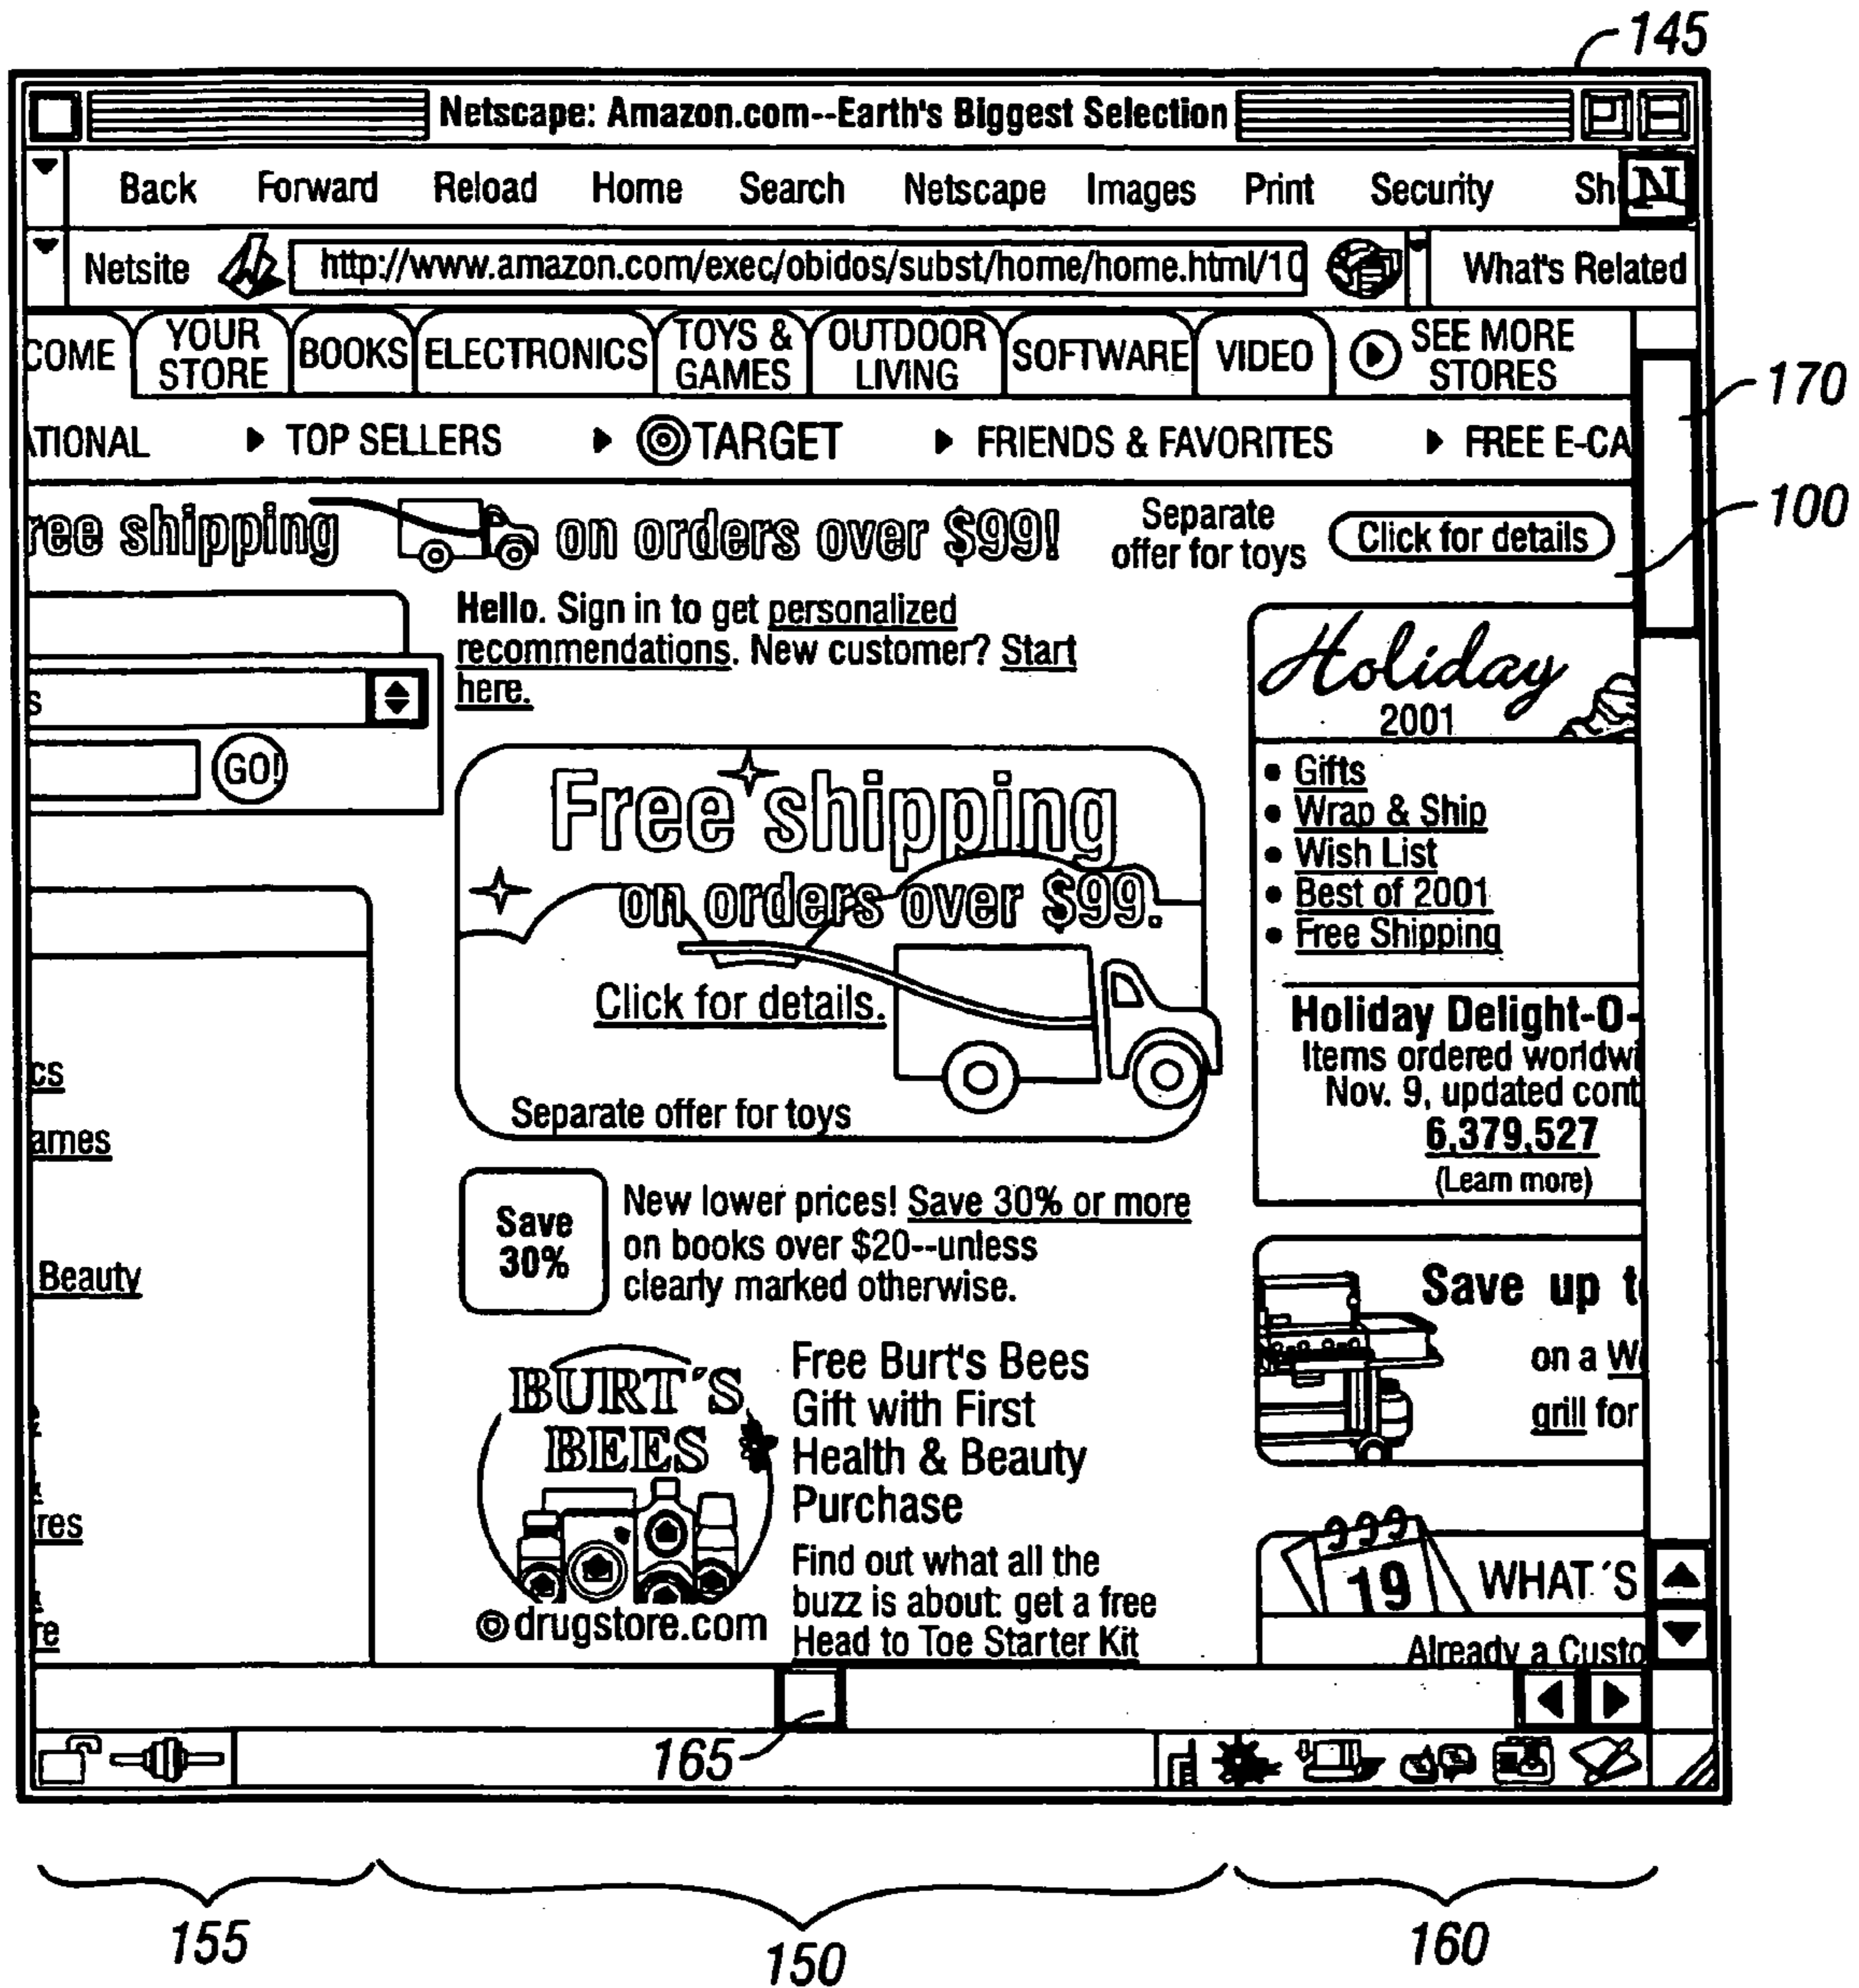 145
Netscape: Amazon.com--Earth's Biggest Selection
Back Forward Reload Home Search Netscape Images Print Security Sh N
Netsite http://www.amazon.com/exec/obidos/subst/home/home.html/10 What's Related
COME YOUR STORE BOOKS ELECTRONICS TOYS & GAMES OUTDOOR LIVING SOFTWARE VIDEO SEE MORE STORES
170
ATIONAL TOP SELLERS TARGET FRIENDS & FAVORITES FREE E-CA
100
ree shipping on orders over $99! Separate offer for toys Click for details
Hello. Sign in to get personalized
recommendations. New customer? Start
here.
s
GO!
cs
ames
Beauty
res
re
Free shipping
on orders over $99.
Click for details.
Separate offer for toys
Save
30%
New lower prices! Save 30% or more
on books over $20--unless
clearly marked otherwise.
BURT'S
BEES
©drugstore.com
Free Burt's Bees
Gift with First
Health & Beauty
Purchase
Find out what all the
buzz is about: get a free
Head to Toe Starter Kit
Holiday
2001
• Gifts
• Wrap & Ship
• Wish List
• Best of 2001
• Free Shipping
Holiday Delight-O-
Items ordered worldwi
Nov. 9, updated cont
6,379,527
(Learn more)
Save up t
on a W
grill for
19
WHAT'S
Already a Custo
165
155
150
160